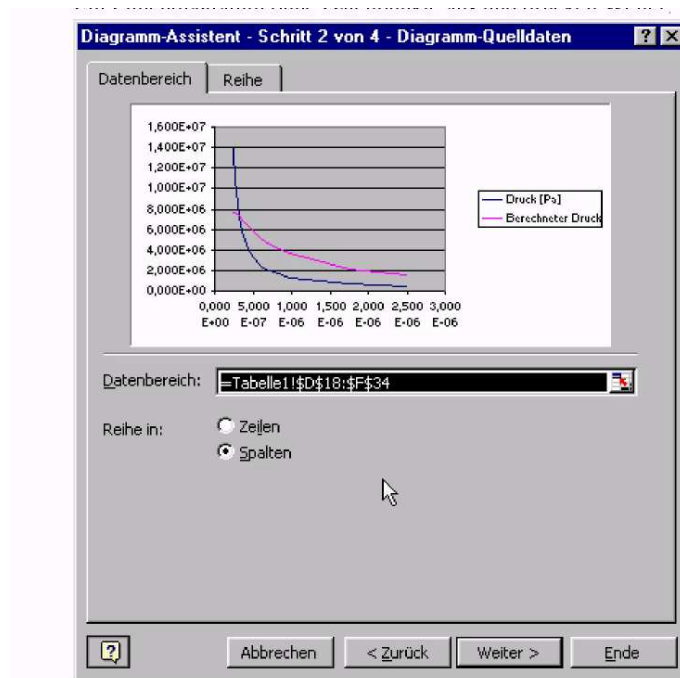 Diagramm-Assistent - Schritt 2 von 4 - Diagramm-Quelldaten ? X
Datenbereich Reihe
1,600E+07
1,400E+07
1,200E+07
1,000E+07
8,000E+06
6,000E+06
4,000E+06
2,000E+06
0,000E+00
Druck [Pa]
Berechneter Druck
0,000 5,000 1,000 1,500 2,000 2,500 3,000
E+00 E-07 E-06 E-06 E-06 E-06 E-06
Datenbereich: =Tabelle1!$D$18:$F$34
Reihe in: Zeilen
Spalten
? Abbrechen < Zurück Weiter > Ende